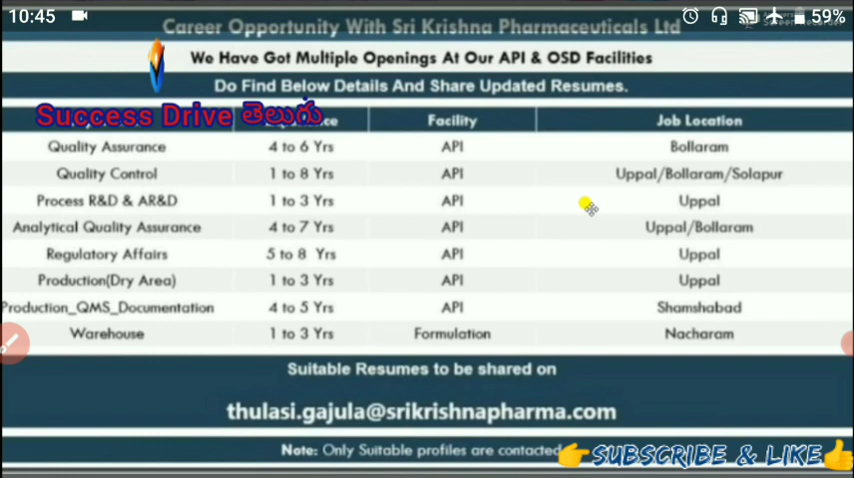 10:45 59%
Career Opportunity With Sri Krishna Pharmaceuticals Ltd
We Have Got Multiple Openings At Our API & OSD Facilities
Do Find Below Details And Share Updated Resumes.
Success Drive తెలుగు
Facility Job Location
Quality Assurance 4 to 6 Yrs API Bollaram
Quality Control 1 to 8 Yrs API Uppal/Bollaram/Solapur
Process R&D & AR&D 1 to 3 Yrs API Uppal
Analytical Quality Assurance 4 to 7 Yrs API Uppal/Bollaram
Regulatory Affairs 5 to 8 Yrs API Uppal
Production(Dry Area) 1 to 3 Yrs API Uppal
Production_QMS_Documentation 4 to 5 Yrs API Shamshabad
Warehouse 1 to 3 Yrs Formulation Nacharam
Suitable Resumes to be shared on
thulasi.gajula@srikrishnapharma.com
Note: Only Suitable profiles are contacted
SUBSCRIBE & LIKE